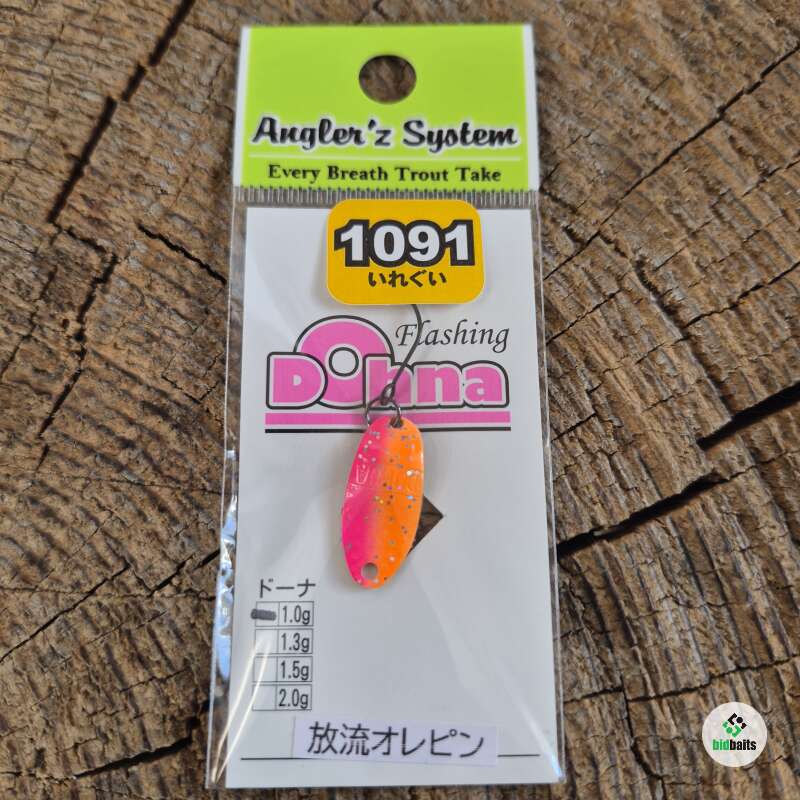 Angler'z System
Every Breath Trout Take
1091
いれぐい
Flashing
Dohna
ドーナ
1.0g
1.3g
1.5g
2.0g
放流オレピン
bidbaits